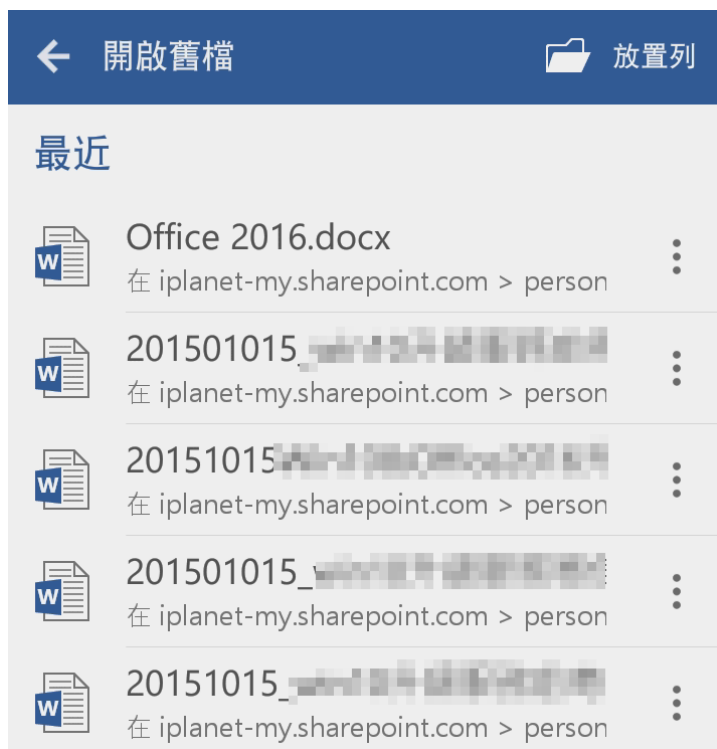 開啟舊檔
放置列
最近
Office 2016.docx
在 iplanet-my.sharepoint.com > person
201501015_
在 iplanet-my.sharepoint.com > person
20151015
在 iplanet-my.sharepoint.com > person
201501015_
在 iplanet-my.sharepoint.com > person
20151015_
在 iplanet-my.sharepoint.com > person